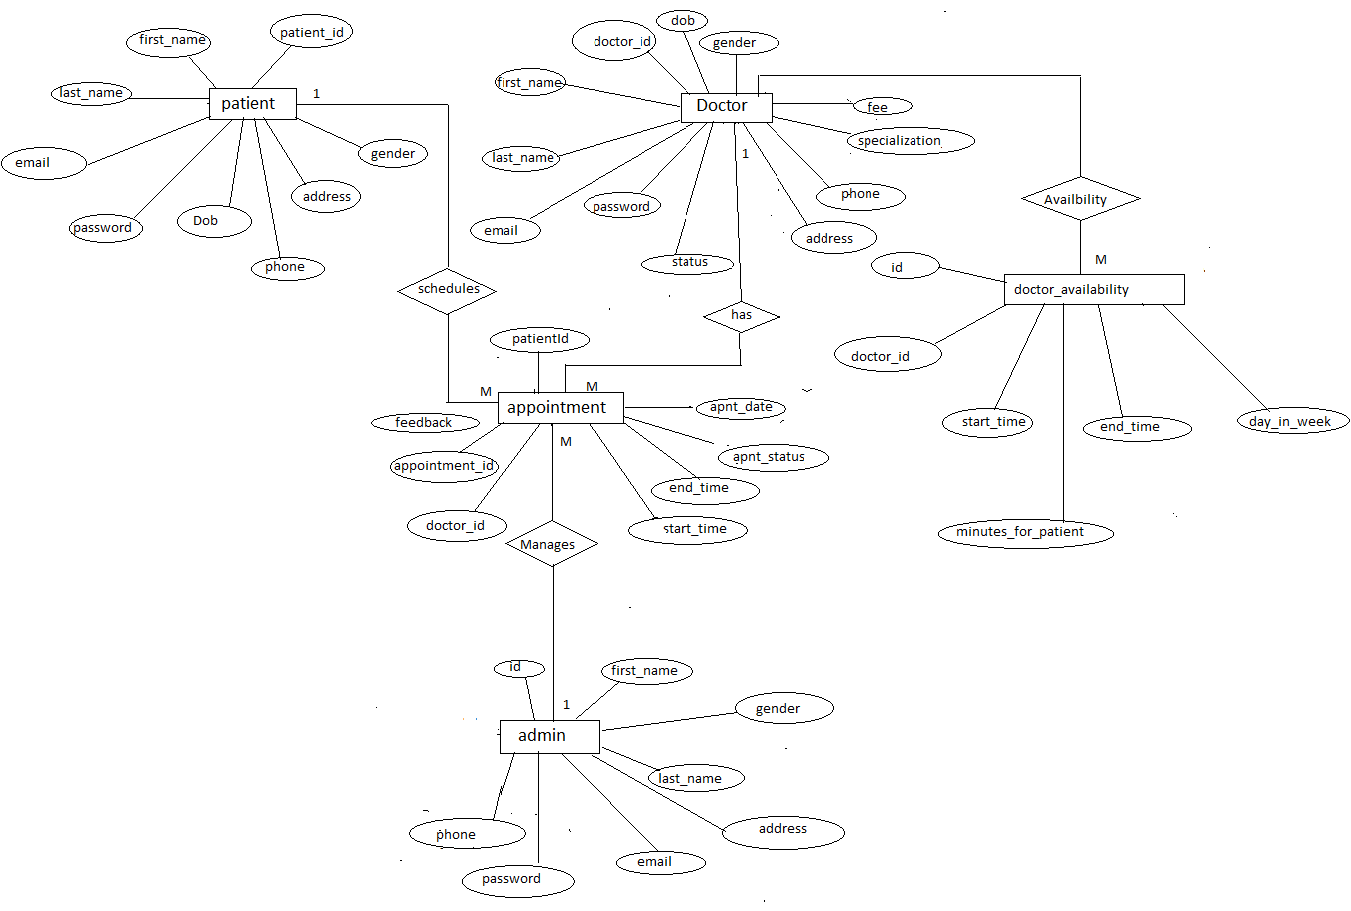 dob
patient_id
first_name
doctor_id
gender
first_name
last_name
patient
1
Doctor
fee
specialization
1
email
gender
last_name
address
phone
Availbility
password
Dob
password
email
address
phone
status
M
id
schedules
doctor_availability
has
patientId
doctor_id
M
M
appointment
apnt_date
feedback
start_time
end_time
day_in_week
M
apnt_status
appointment_id
end_time
doctor_id
start_time
minutes_for_patient
Manages
id
first_name
1
gender
admin
last_name
phone
address
email
password